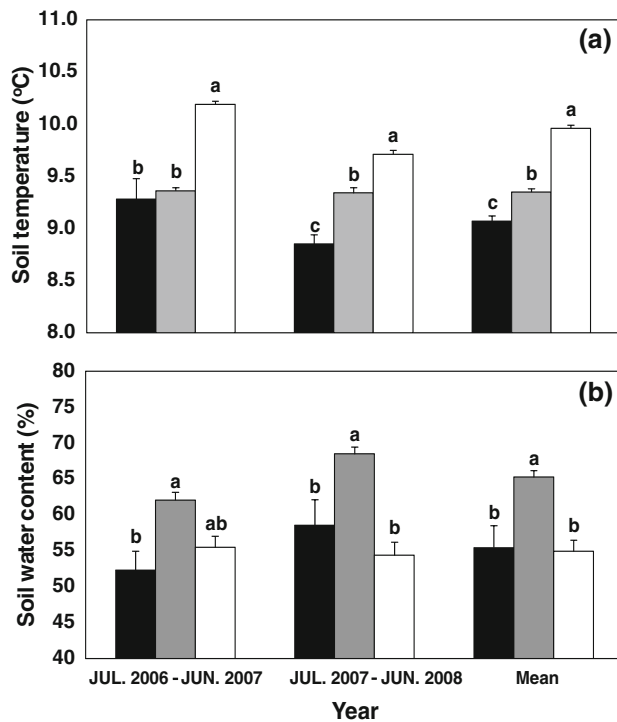 (a)
Soil temperature (ºC)
11.0
10.5
10.0
9.5
9.0
8.5
8.0
b b a
c b a
c b a
(b)
Soil water content (%)
80
75
70
65
60
55
50
45
40
b a ab
b a b
b a b
JUL. 2006 - JUN. 2007 JUL. 2007 - JUN. 2008 Mean
Year